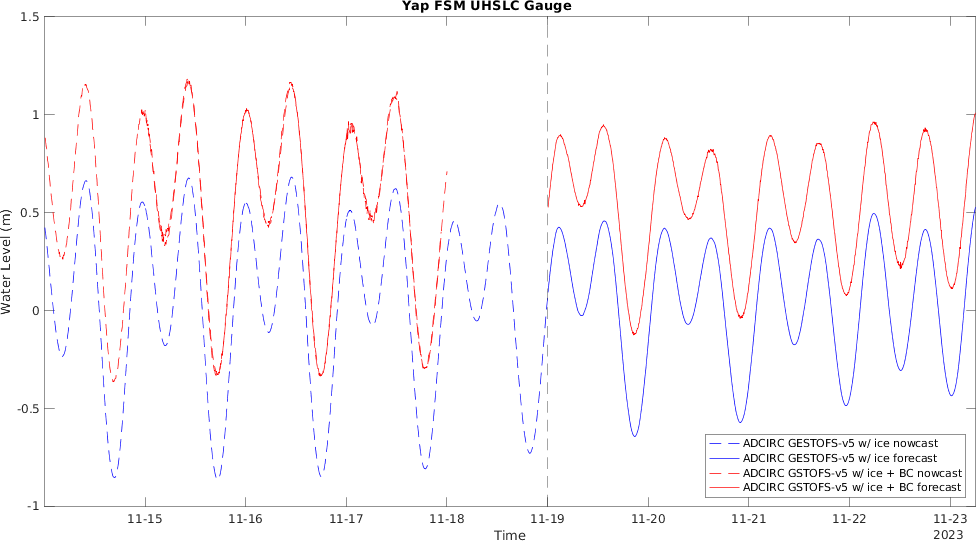 Yap FSM UHSLC Gauge
1.5
1
0.5
0
-0.5
-1
Water Level (m)
11-15 11-16 11-17 11-18 11-19 11-20 11-21 11-22 11-23
Time
2023
ADCIRC GESTOFS-v5 w/ ice nowcast
ADCIRC GESTOFS-v5 w/ ice forecast
ADCIRC GSTOFS-v5 w/ ice + BC nowcast
ADCIRC GSTOFS-v5 w/ ice + BC forecast